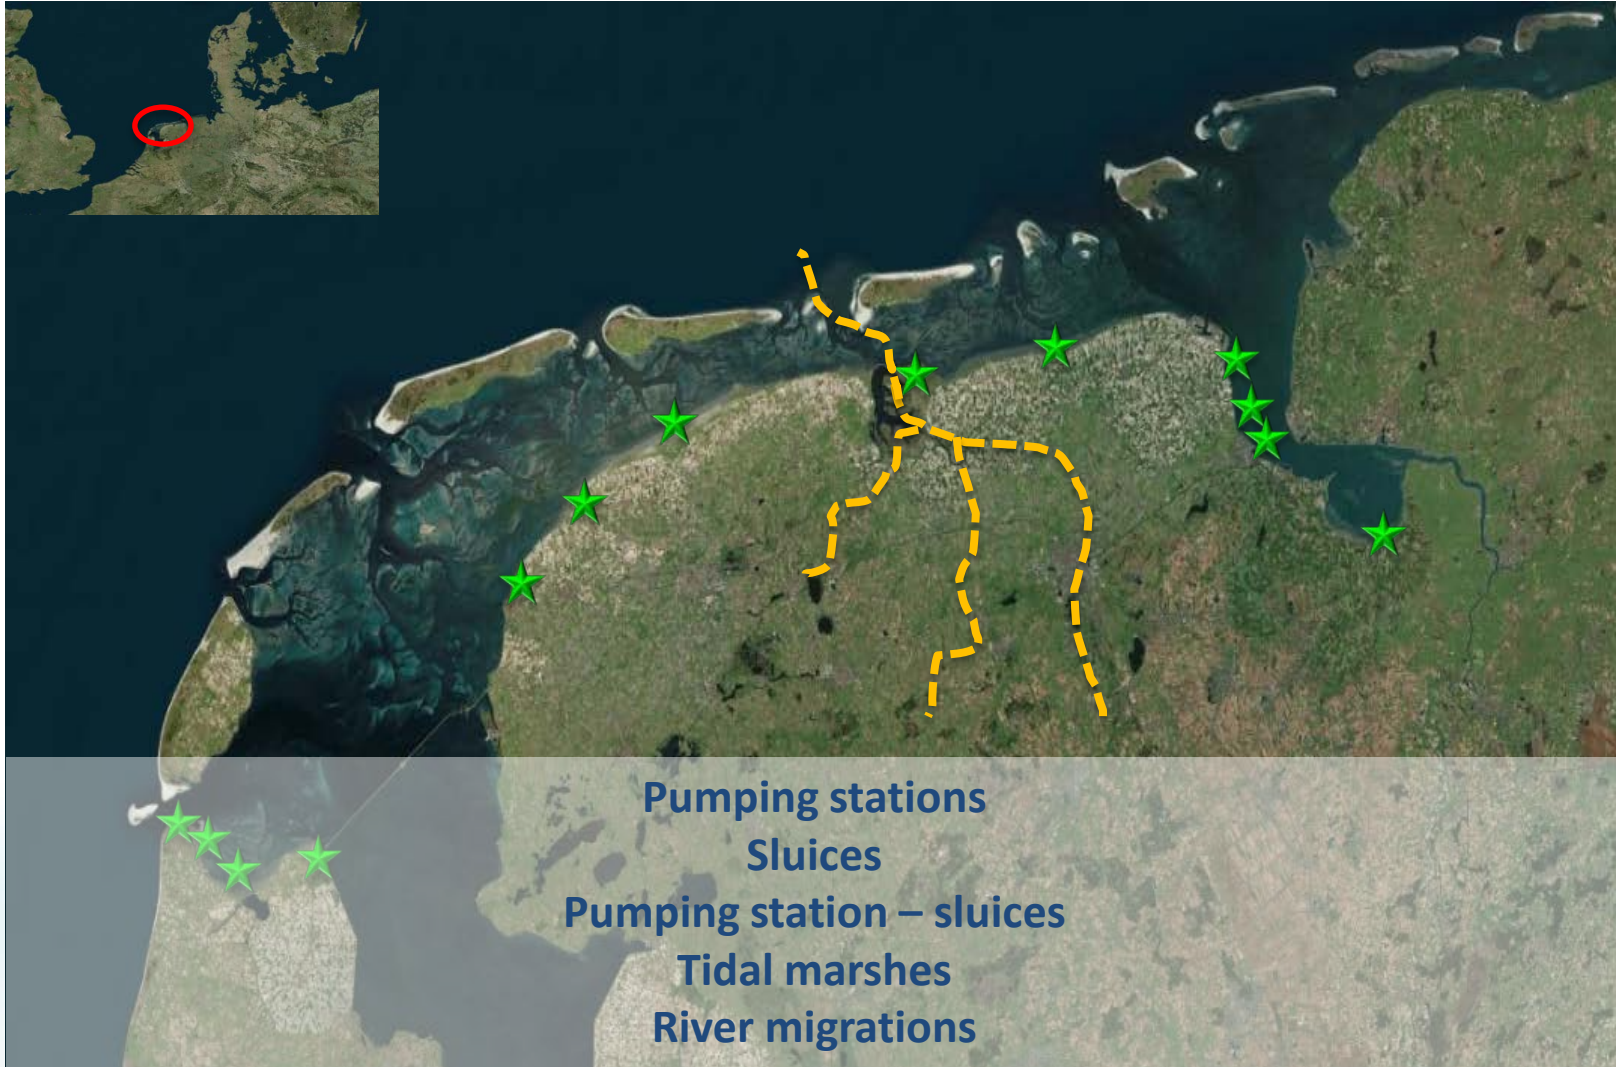 Pumping stations
Sluices
Pumping station – sluices
Tidal marshes
River migrations